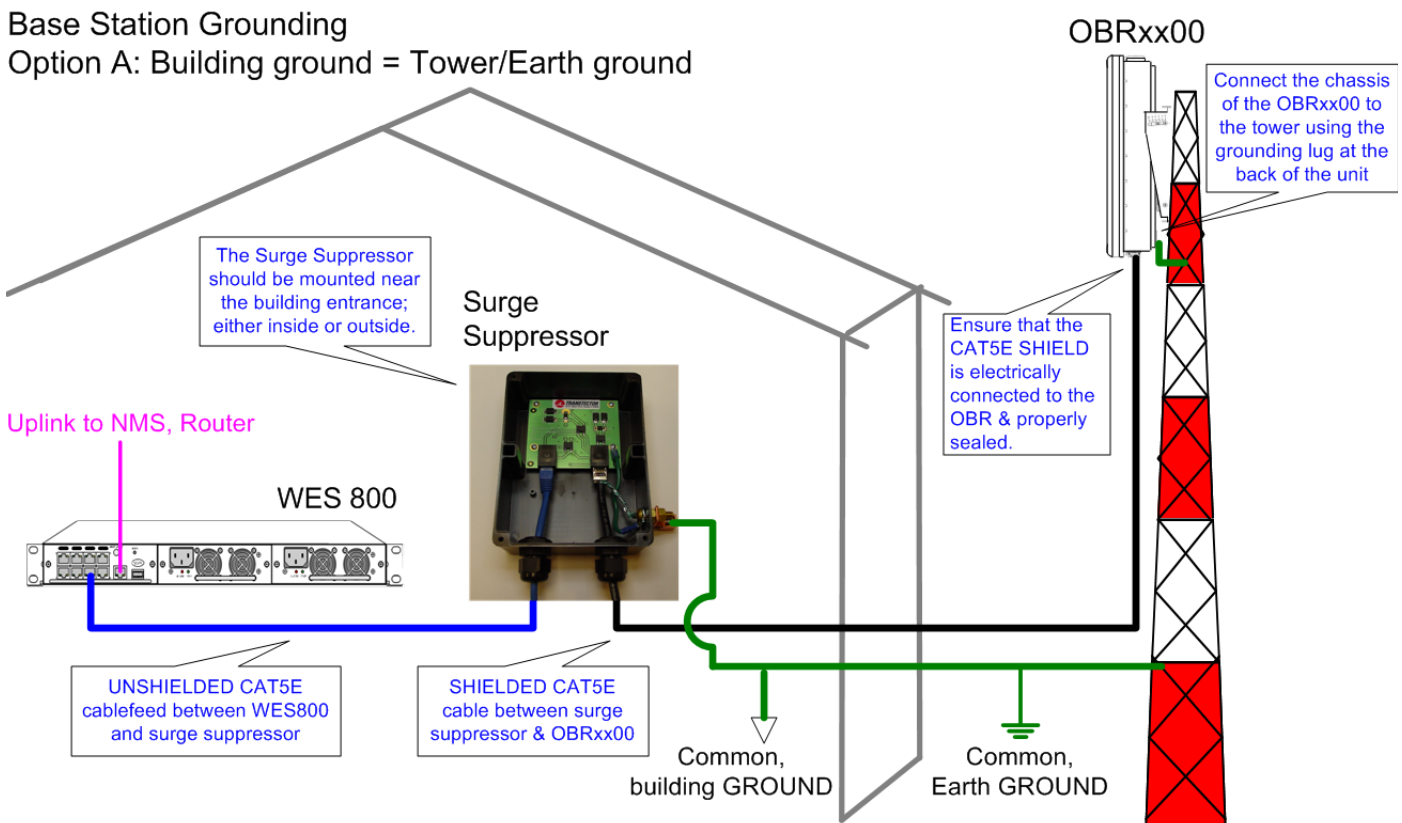 Base Station Grounding
Option A: Building ground = Tower/Earth ground
OBRxx00
Connect the chassis
of the OBRxx00 to
the tower using the
grounding lug at the
back of the unit
The Surge Suppressor
should be mounted near
the building entrance;
either inside or outside.
Surge
Suppressor
Ensure that the
CAT5E SHIELD
is electrically
connected to the
OBR & properly
sealed.
TRANSTECTOR
Uplink to NMS, Router
WES 800
UNSHIELDED CAT5E
cablefeed between WES800
and surge suppressor
SHIELDED CAT5E
cable between surge
suppressor & OBRxx00
Common,
building GROUND
Common,
Earth GROUND